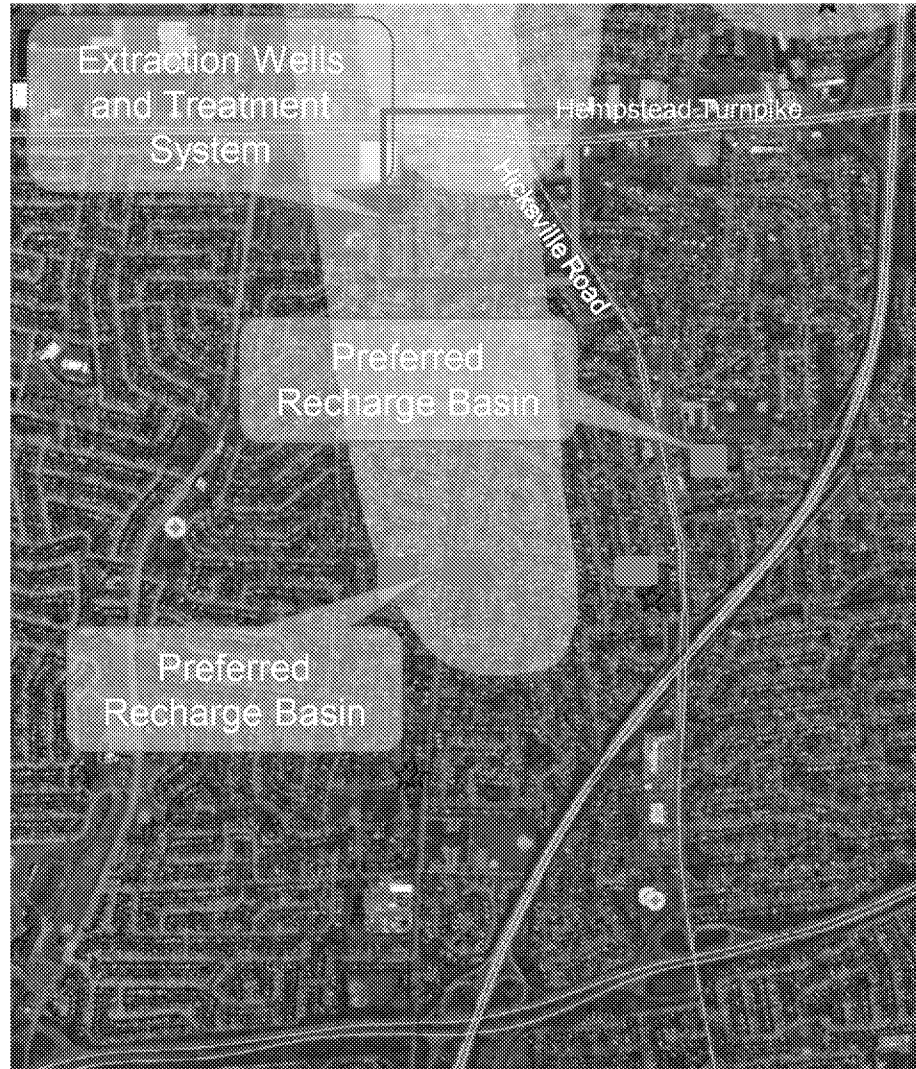 Extraction Wells
and Treatment
System
Hempstead Turnpike
Hicksville Road
Preferred
Recharge Basin
Preferred
Recharge Basin